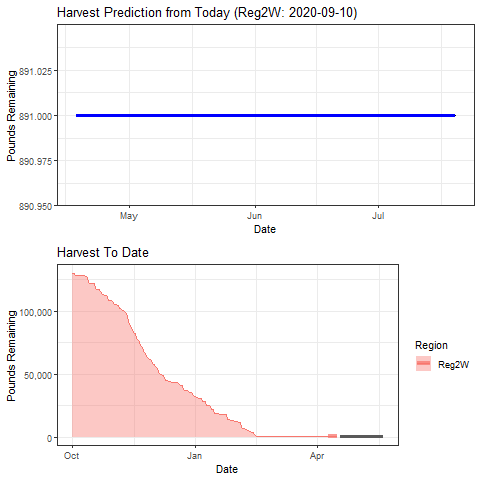 Harvest Prediction from Today (Reg2W: 2020-09-10)
891.025
891.000
890.975
890.950
Pounds Remaining
May Jun Jul
Date
Harvest To Date
100,000
50,000
0
Pounds Remaining
Oct Jan Apr
Date
Region
Reg2W